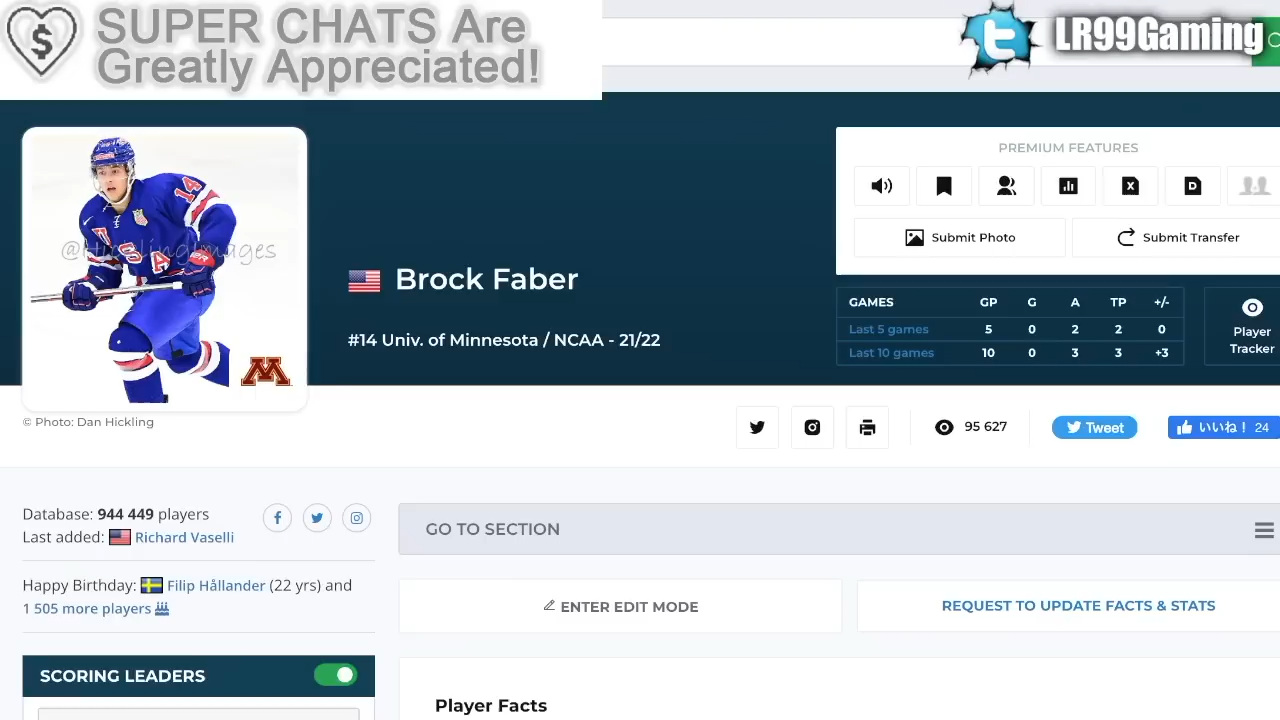 SUPER CHATS Are
Greatly Appreciated!
LR99Gaming
PREMIUM FEATURES
Submit Photo
Submit Transfer
14
USA
Brock Faber
#14 Univ. of Minnesota / NCAA - 21/22
GAMES GP G A TP +/-
Last 5 games 5 0 2 2 0
Last 10 games 10 0 3 3 +3
Player
Tracker
M
© Photo: Dan Hickling
95 627
Tweet
いいね！ 24
Database: 944 449 players
Last added: Richard Vaselli
GO TO SECTION
Happy Birthday: Filip Hållander (22 yrs) and
1 505 more players
ENTER EDIT MODE
REQUEST TO UPDATE FACTS & STATS
SCORING LEADERS
Player Facts